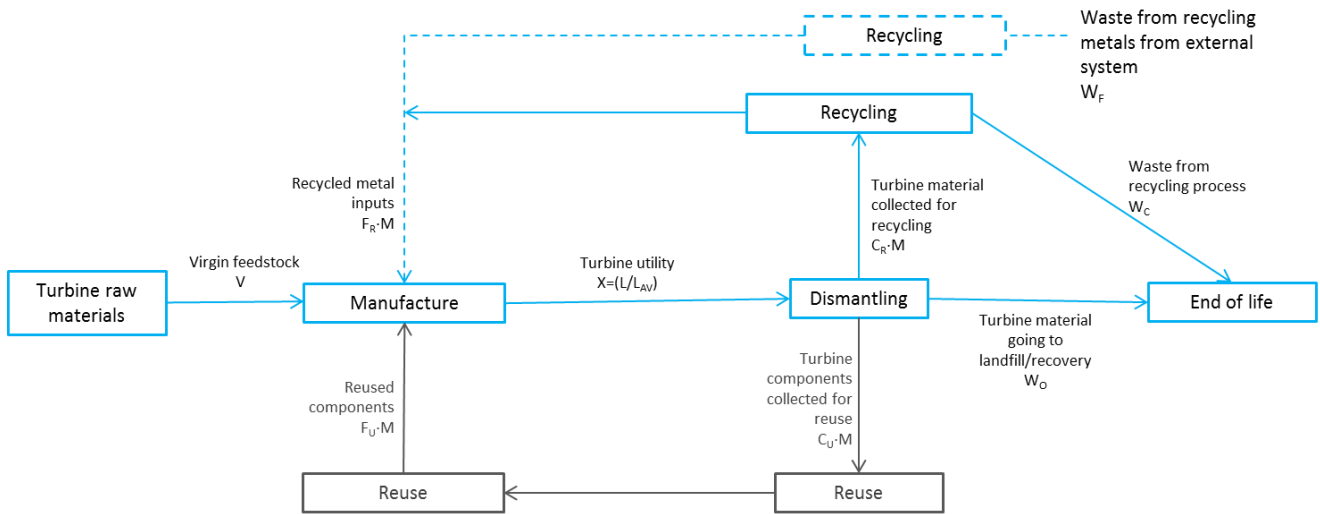 Recycling
Waste from recycling
metals from external
system
W_F
Recycling
Recycled metal
inputs
F_R·M
Turbine material
collected for
recycling
C_R·M
Waste from
recycling process
W_C
Virgin feedstock
V
Turbine utility
X=(L/L_AV)
Turbine raw
materials
Manufacture
Dismantling
End of life
Turbine material
going to
landfill/recovery
W_O
Reused
components
F_U·M
Turbine
components
collected for
reuse
C_U·M
Reuse
Reuse